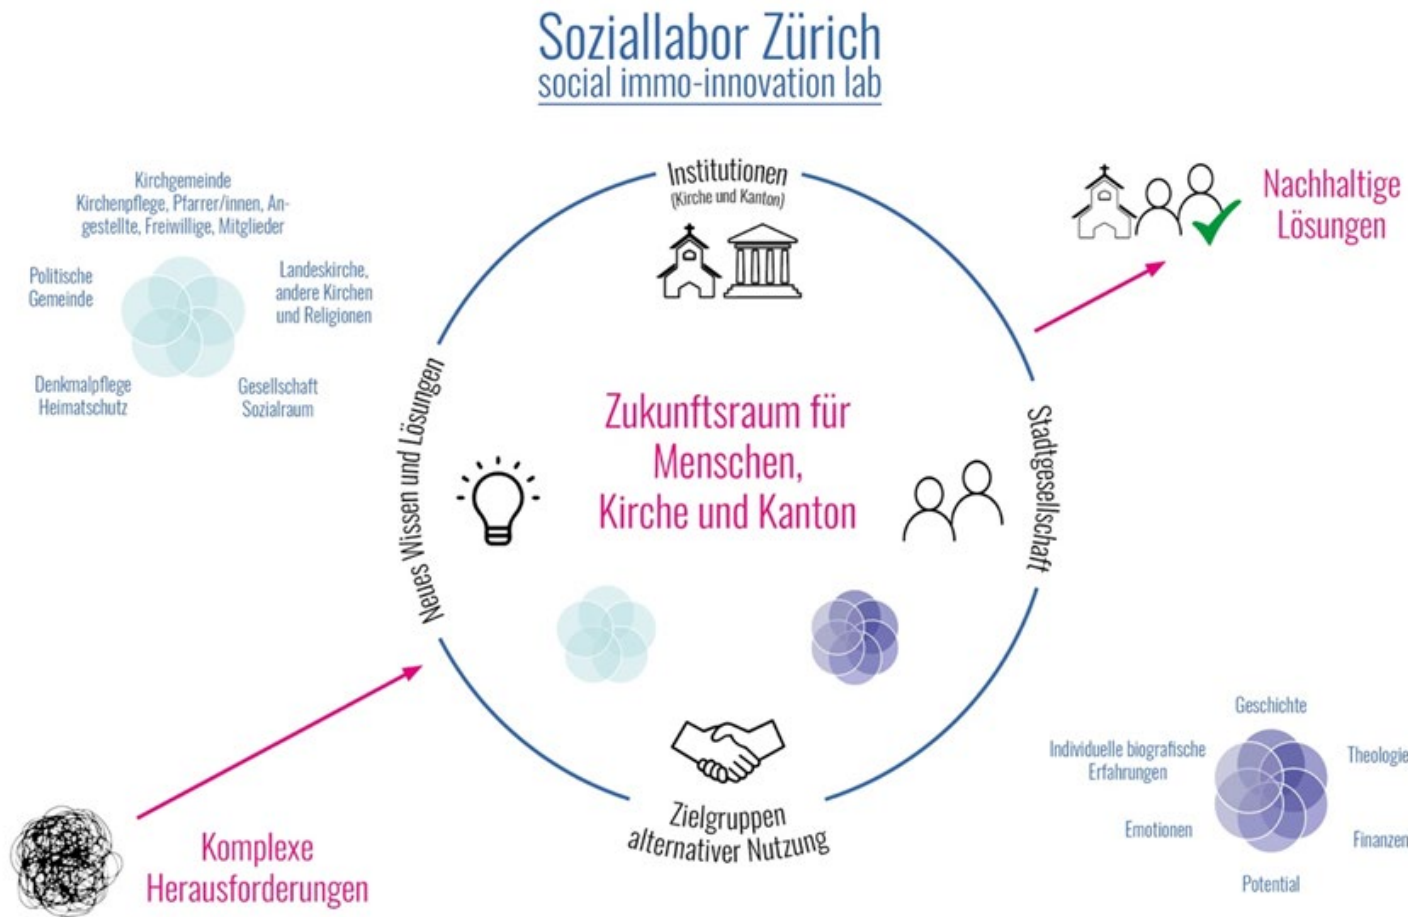 Soziallabor Zürich
social immo-innovation lab
Kirchgemeinde
Kirchenpflege, Pfarrer/innen, An-
gestellte, Freiwillige, Mitglieder
Politische
Gemeinde
Landeskirche,
andere Kirchen
und Religionen
Denkmalpflege
Heimatschutz
Gesellschaft
Sozialraum
Institutionen
(Kirche und Kanton)
Nachhaltige
Lösungen
Neues Wissen und Lösungen
Zukunftsraum für
Menschen,
Kirche und Kanton
Stadtgesellschaft
Zielgruppen
alternativer Nutzung
Komplexe
Herausforderungen
Geschichte
Individuelle biografische
Erfahrungen
Theologie
Emotionen
Finanzen
Potential